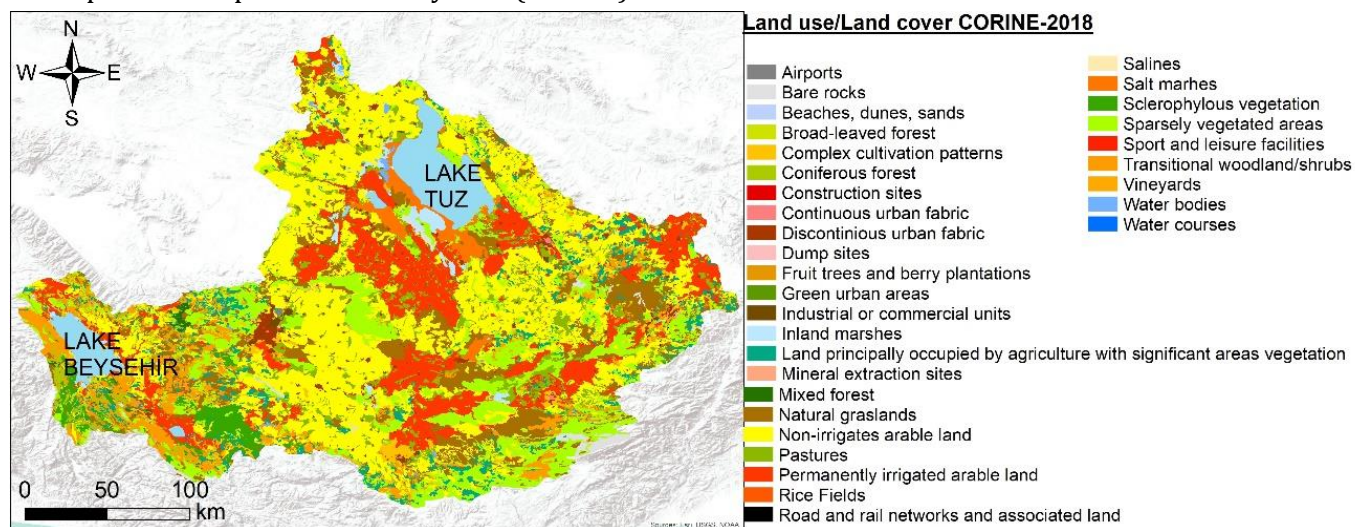 Land use/Land cover CORINE-2018
N
W E
S
LAKE
TUZ
LAKE
BEYSEHİR
0 50 100
km
Airports
Bare rocks
Beaches, dunes, sands
Broad-leaved forest
Complex cultivation patterns
Coniferous forest
Construction sites
Continuous urban fabric
Discontinious urban fabric
Dump sites
Fruit trees and berry plantations
Green urban areas
Industrial or commercial units
Inland marshes
Land principally occupied by agriculture with significant areas vegetation
Mineral extraction sites
Mixed forest
Natural graslands
Non-irrigates arable land
Pastures
Permanently irrigated arable land
Rice Fields
Road and rail networks and associated land
Salines
Salt marhes
Sclerophylous vegetation
Sparsely vegetated areas
Sport and leisure facilities
Transitional woodland/shrubs
Vineyards
Water bodies
Water courses
Sources: Esri, USGS, NOAA